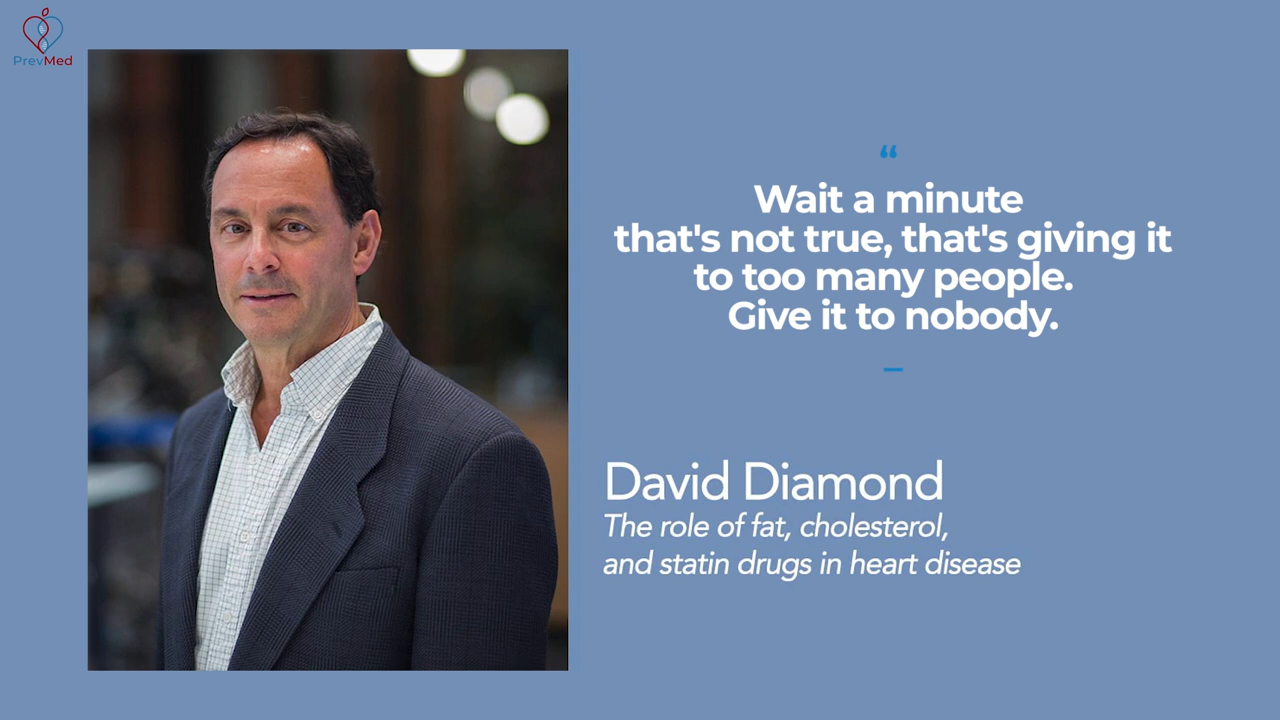 PrevMed
“
Wait a minute
that's not true, that's giving it
to too many people.
Give it to nobody.
–
David Diamond
The role of fat, cholesterol,
and statin drugs in heart disease